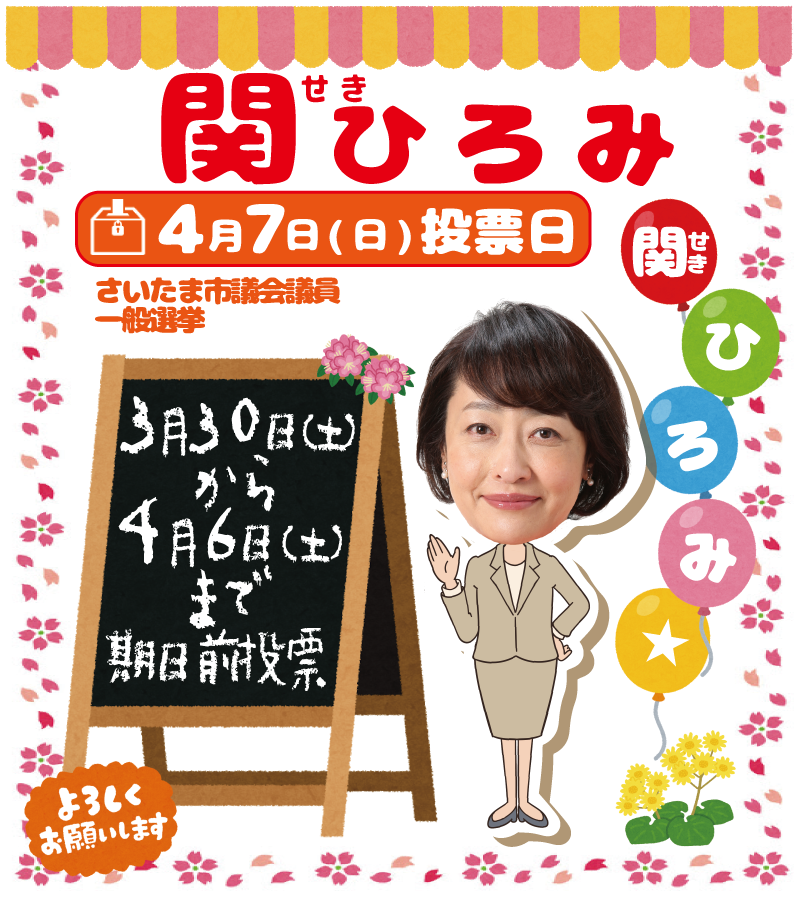 せき
関ひろみ
4月7日(日)投票日
さいたま市議会議員
一般選挙
関
せき
ひ
ろ
み
3月30日(土)
から
4月6日(土)
まで
期日前投票
よろしく
お願いします